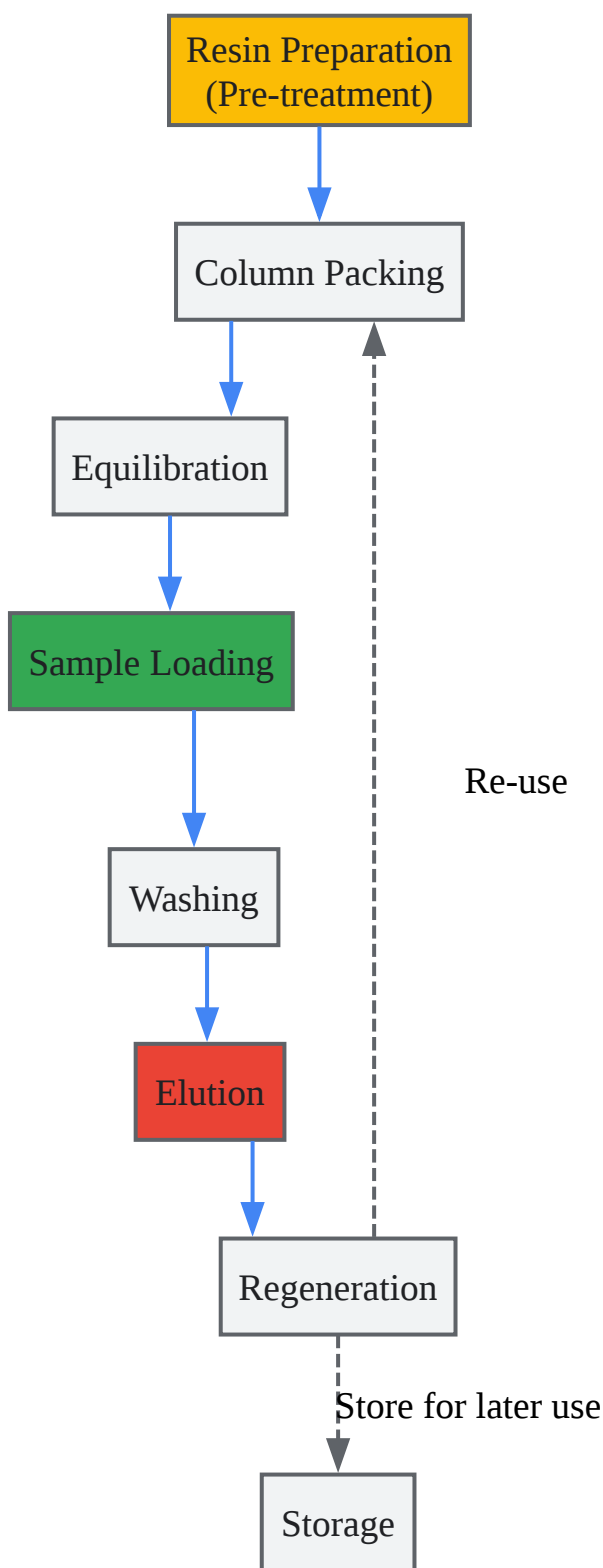 Resin Preparation
(Pre-treatment)
Column Packing
Equilibration
Sample Loading
Re-use
Washing
Elution
Regeneration
Store for later use
Storage